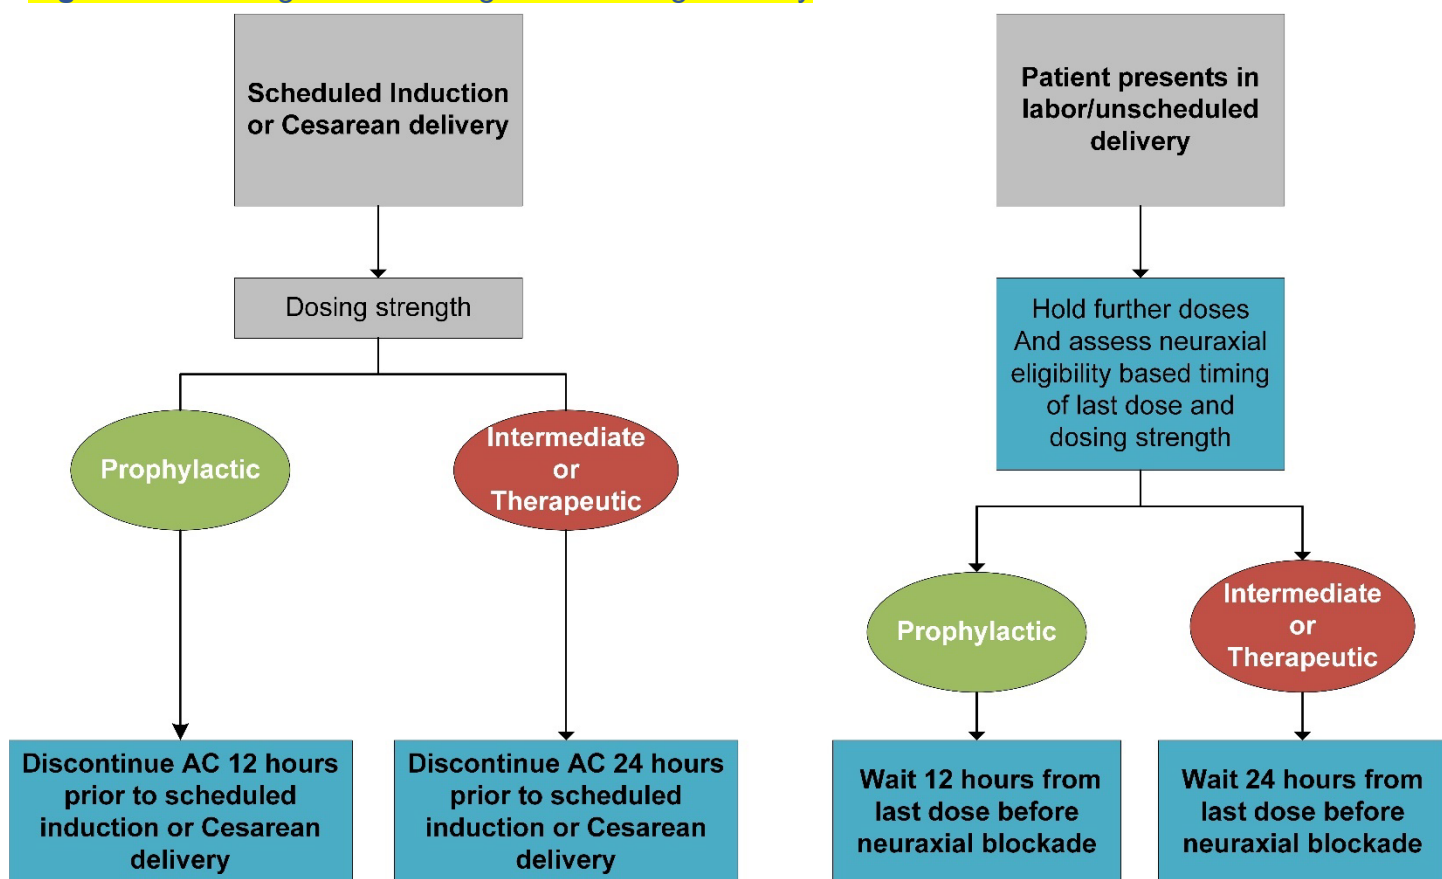 Scheduled Induction
or Cesarean delivery
Dosing strength
Prophylactic
Intermediate
or
Therapeutic
Discontinue AC 12 hours
prior to scheduled
induction or Cesarean
delivery
Discontinue AC 24 hours
prior to scheduled
induction or Cesarean
delivery
Patient presents in
labor/unscheduled
delivery
Hold further doses
And assess neuraxial
eligibility based timing
of last dose and
dosing strength
Prophylactic
Intermediate
or
Therapeutic
Wait 12 hours from
last dose before
neuraxial blockade
Wait 24 hours from
last dose before
neuraxial blockade